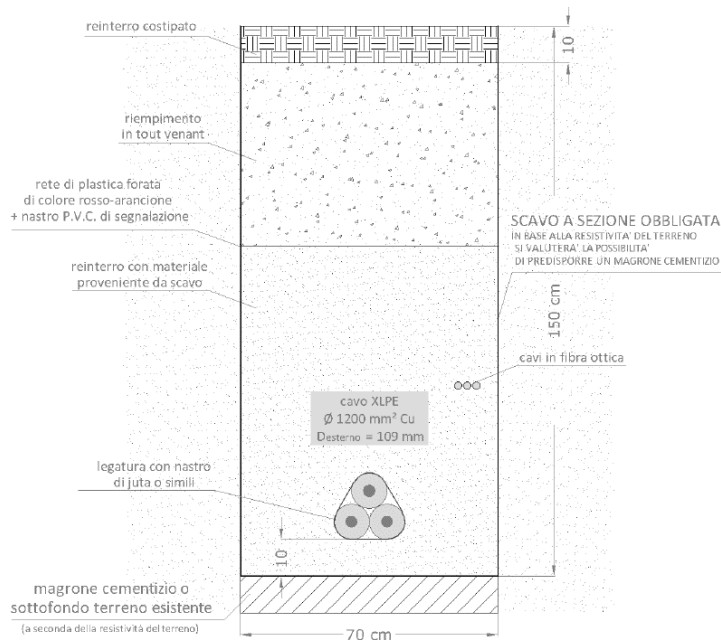 reinterro costipato
10
riempimento
in tout venant
rete di plastica forata
di colore rosso-arancione
+ nastro P.V.C. di segnalazione
SCAVO A SEZIONE OBBLIGATA
IN BASE ALLA RESISTIVITA' DEL TERRENO
SI VALUTERA' LA POSSIBILITA'
DI PREDISPORRE UN MAGRONE CEMENTIZIO
reinterro con materiale
proveniente da scavo
150 cm
cavi in fibra ottica
cavo XLPE
Ø 1200 mm² Cu
Desterno = 109 mm
legatura con nastro
di juta o simili
10
magrone cementizio o
sottofondo terreno esistente
(a seconda della resistività del terreno)
70 cm